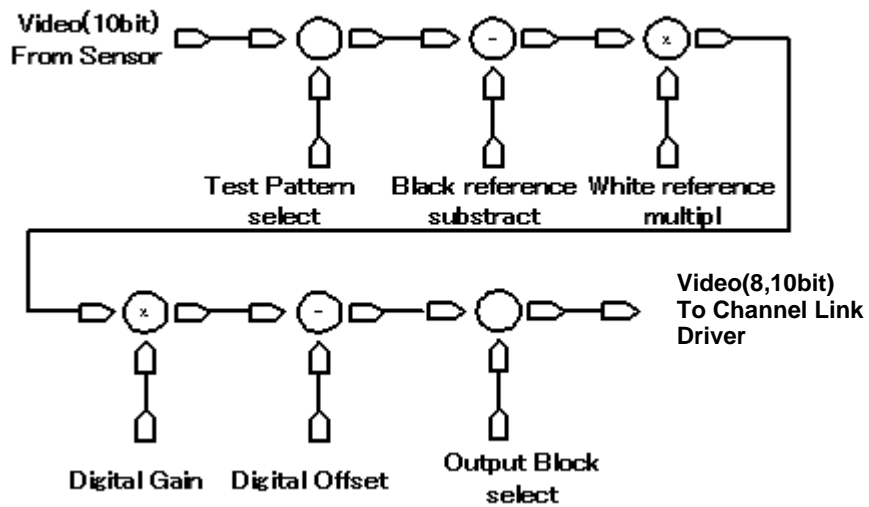 Video(10bit)
From Sensor
-
x
Test Pattern
select
Black reference
substract
White reference
multipl
x
-
Video(8,10bit)
To Channel Link
Driver
Digital Gain
Digital Offset
Output Block
select